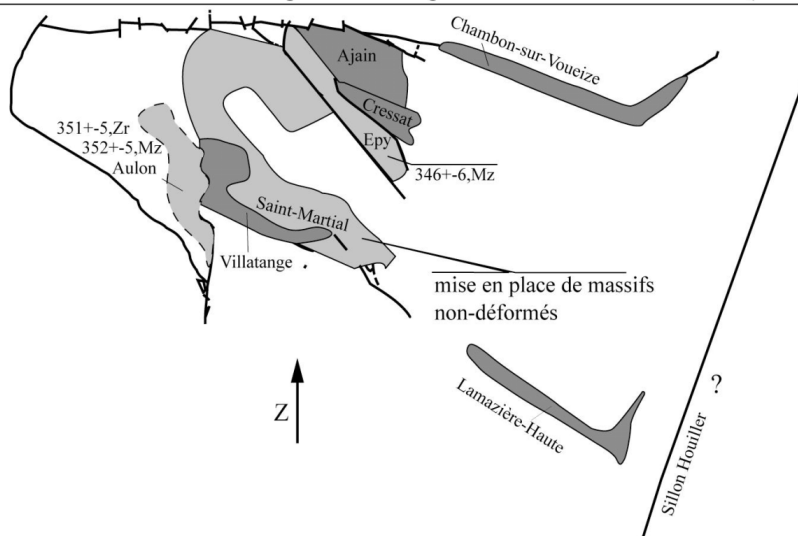 Chambon-sur-Voueize
Ajain
Cressat
Epy
346+-6,Mz
351+-5,Zr
352+-5,Mz
Aulon
Saint-Martial
Villatange
mise en place de massifs
non-déformés
Z
Lamazière-Haute
?
Sillon Houiller